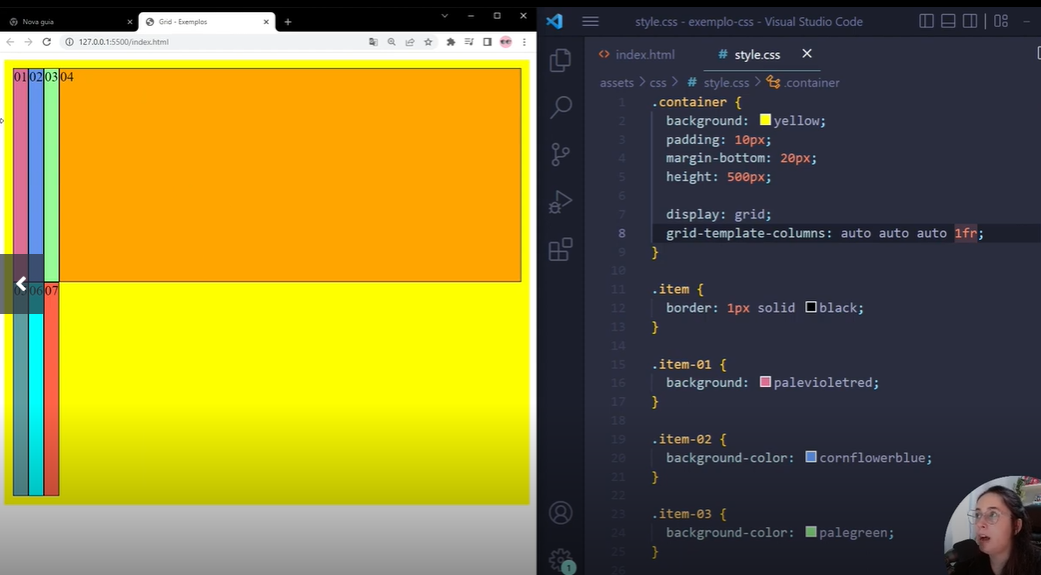 Nova guia
Grid - Exemplos
127.0.0.1:5500/index.html
01 02 03 04
06 07
style.css - exemplo-css - Visual Studio Code
index.html
# style.css
assets > css > # style.css > .container
1 .container {
2 background: yellow;
3 padding: 10px;
4 margin-bottom: 20px;
5 height: 500px;
6
7 display: grid;
8 grid-template-columns: auto auto auto 1fr;
9 }
10
11 .item {
12 border: 1px solid black;
13 }
14
15 .item-01 {
16 background: palevioletred;
17 }
18
19 .item-02 {
20 background-color: cornflowerblue;
21 }
22
23 .item-03 {
24 background-color: palegreen;
25 }
1